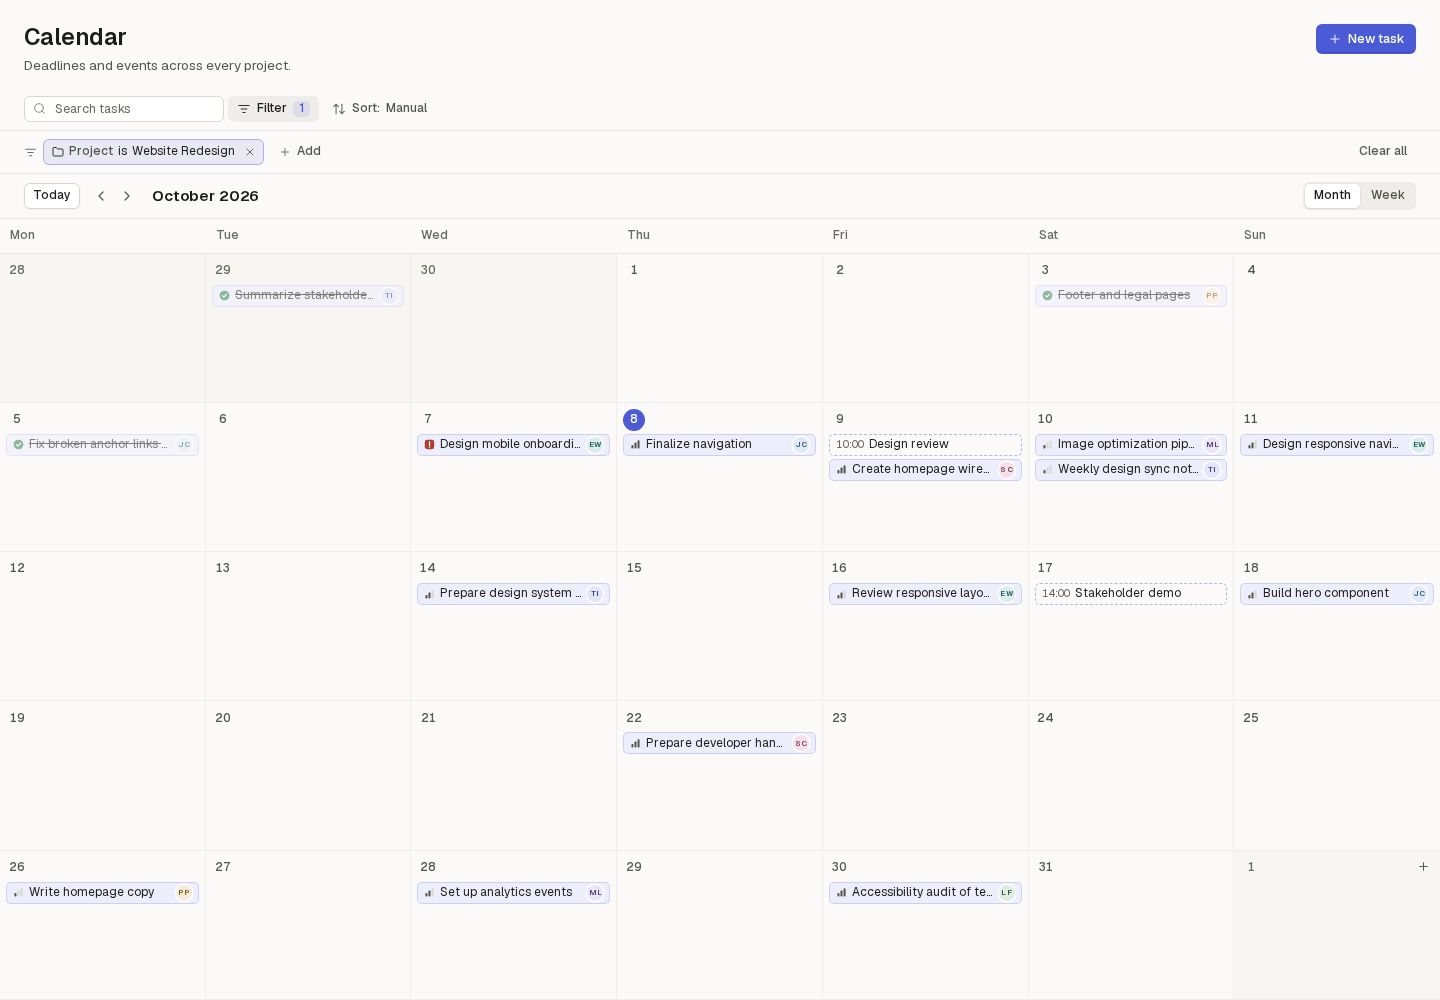 Calendar
New task
Deadlines and events across every project.
Search tasks
Filter 1
Sort: Manual
Project is Website Redesign
Add
Clear all
Today
October 2026
Month
Week
Mon Tue Wed Thu Fri Sat Sun
28 29 30 1 2 3 4
Summarize stakeholde... TI
Footer and legal pages PP
5 6 7 8 9 10 11
Fix broken anchor links ... JC
Design mobile onboardi... EW
Finalize navigation JC
10:00 Design review
Image optimization pip... ML
Design responsive navi... EW
Create homepage wire... SC
Weekly design sync not... TI
12 13 14 15 16 17 18
Prepare design system ... TI
Review responsive layo... EW
14:00 Stakeholder demo
Build hero component JC
19 20 21 22 23 24 25
Prepare developer han... SC
26 27 28 29 30 31 1
Write homepage copy PP
Set up analytics events ML
Accessibility audit of te... LF